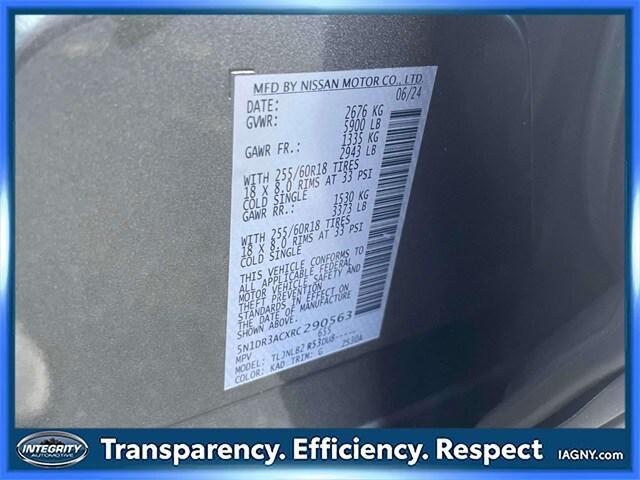 MFD BY NISSAN MOTOR CO., LTD.
DATE: 06/24
GVWR: 2676 KG
5900 LB
GAWR FR.: 1335 KG
2943 LB
WITH 255/60R18 TIRES
18 X 8.0 RIMS AT 33 PSI
COLD SINGLE
GAWR RR.: 1530 KG
3373 LB
WITH 255/60R18 TIRES
18 X 8.0 RIMS AT 33 PSI
COLD SINGLE
THIS VEHICLE CONFORMS TO
ALL APPLICABLE FEDERAL
MOTOR VEHICLE SAFETY AND
THEFT PREVENTION
STANDARDS IN EFFECT ON
THE DATE OF MANUFACTURE
SHOWN ABOVE.
5N1DR3ACXRC290563
MPV 655
MODEL: TLJNLB2 R53DU8-----
COLOR: KAD TRIM: G 2530A
INTEGRITY
AUTOMOTIVE
Transparency. Efficiency. Respect
IAGNY.COM